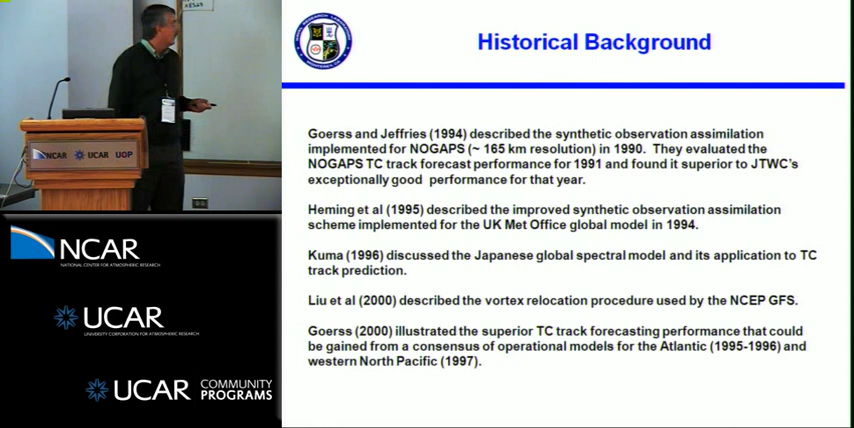 Historical Background
Goerss and Jeffries (1994) described the synthetic observation assimilation
implemented for NOGAPS (~ 165 km resolution) in 1990. They evaluated the
NOGAPS TC track forecast performance for 1991 and found it superior to JTWC's
exceptionally good performance for that year.
Heming et al (1995) described the improved synthetic observation assimilation
scheme implemented for the UK Met Office global model in 1994.
Kuma (1996) discussed the Japanese global spectral model and its application to TC
track prediction.
Liu et al (2000) described the vortex relocation procedure used by the NCEP GFS.
Goerss (2000) illustrated the superior TC track forecasting performance that could
be gained from a consensus of operational models for the Atlantic (1995-1996) and
western North Pacific (1997).
NCAR UCAR UOP
NCAR
NATIONAL CENTER FOR ATMOSPHERIC RESEARCH
UCAR
UNIVERSITY CORPORATION FOR ATMOSPHERIC RESEARCH
UCAR COMMUNITY
PROGRAMS